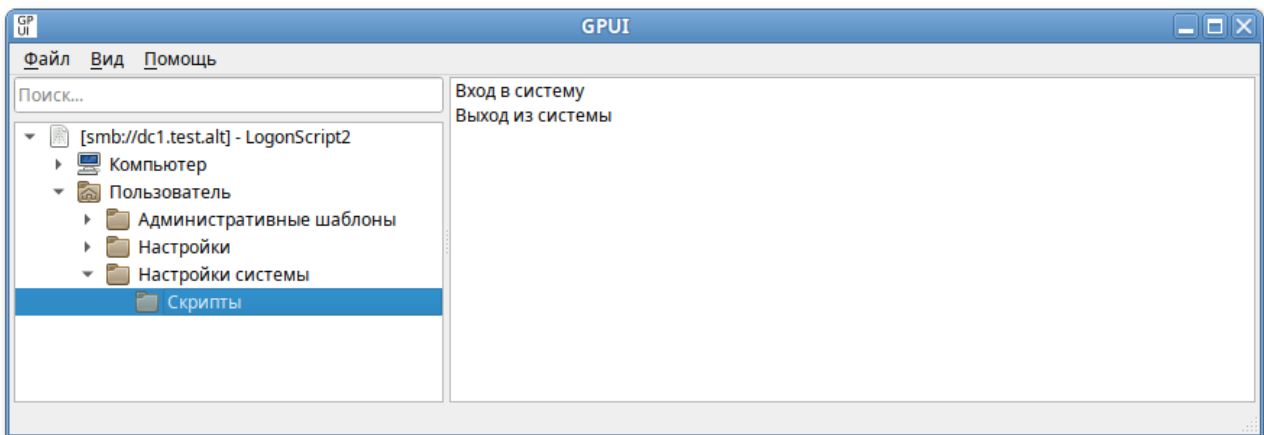 GP
UI
GPUI
Файл Вид Помощь
Поиск...
[smb://dc1.test.alt] - LogonScript2
Компьютер
Пользователь
Административные шаблоны
Настройки
Настройки системы
Скрипты
Вход в систему
Выход из системы